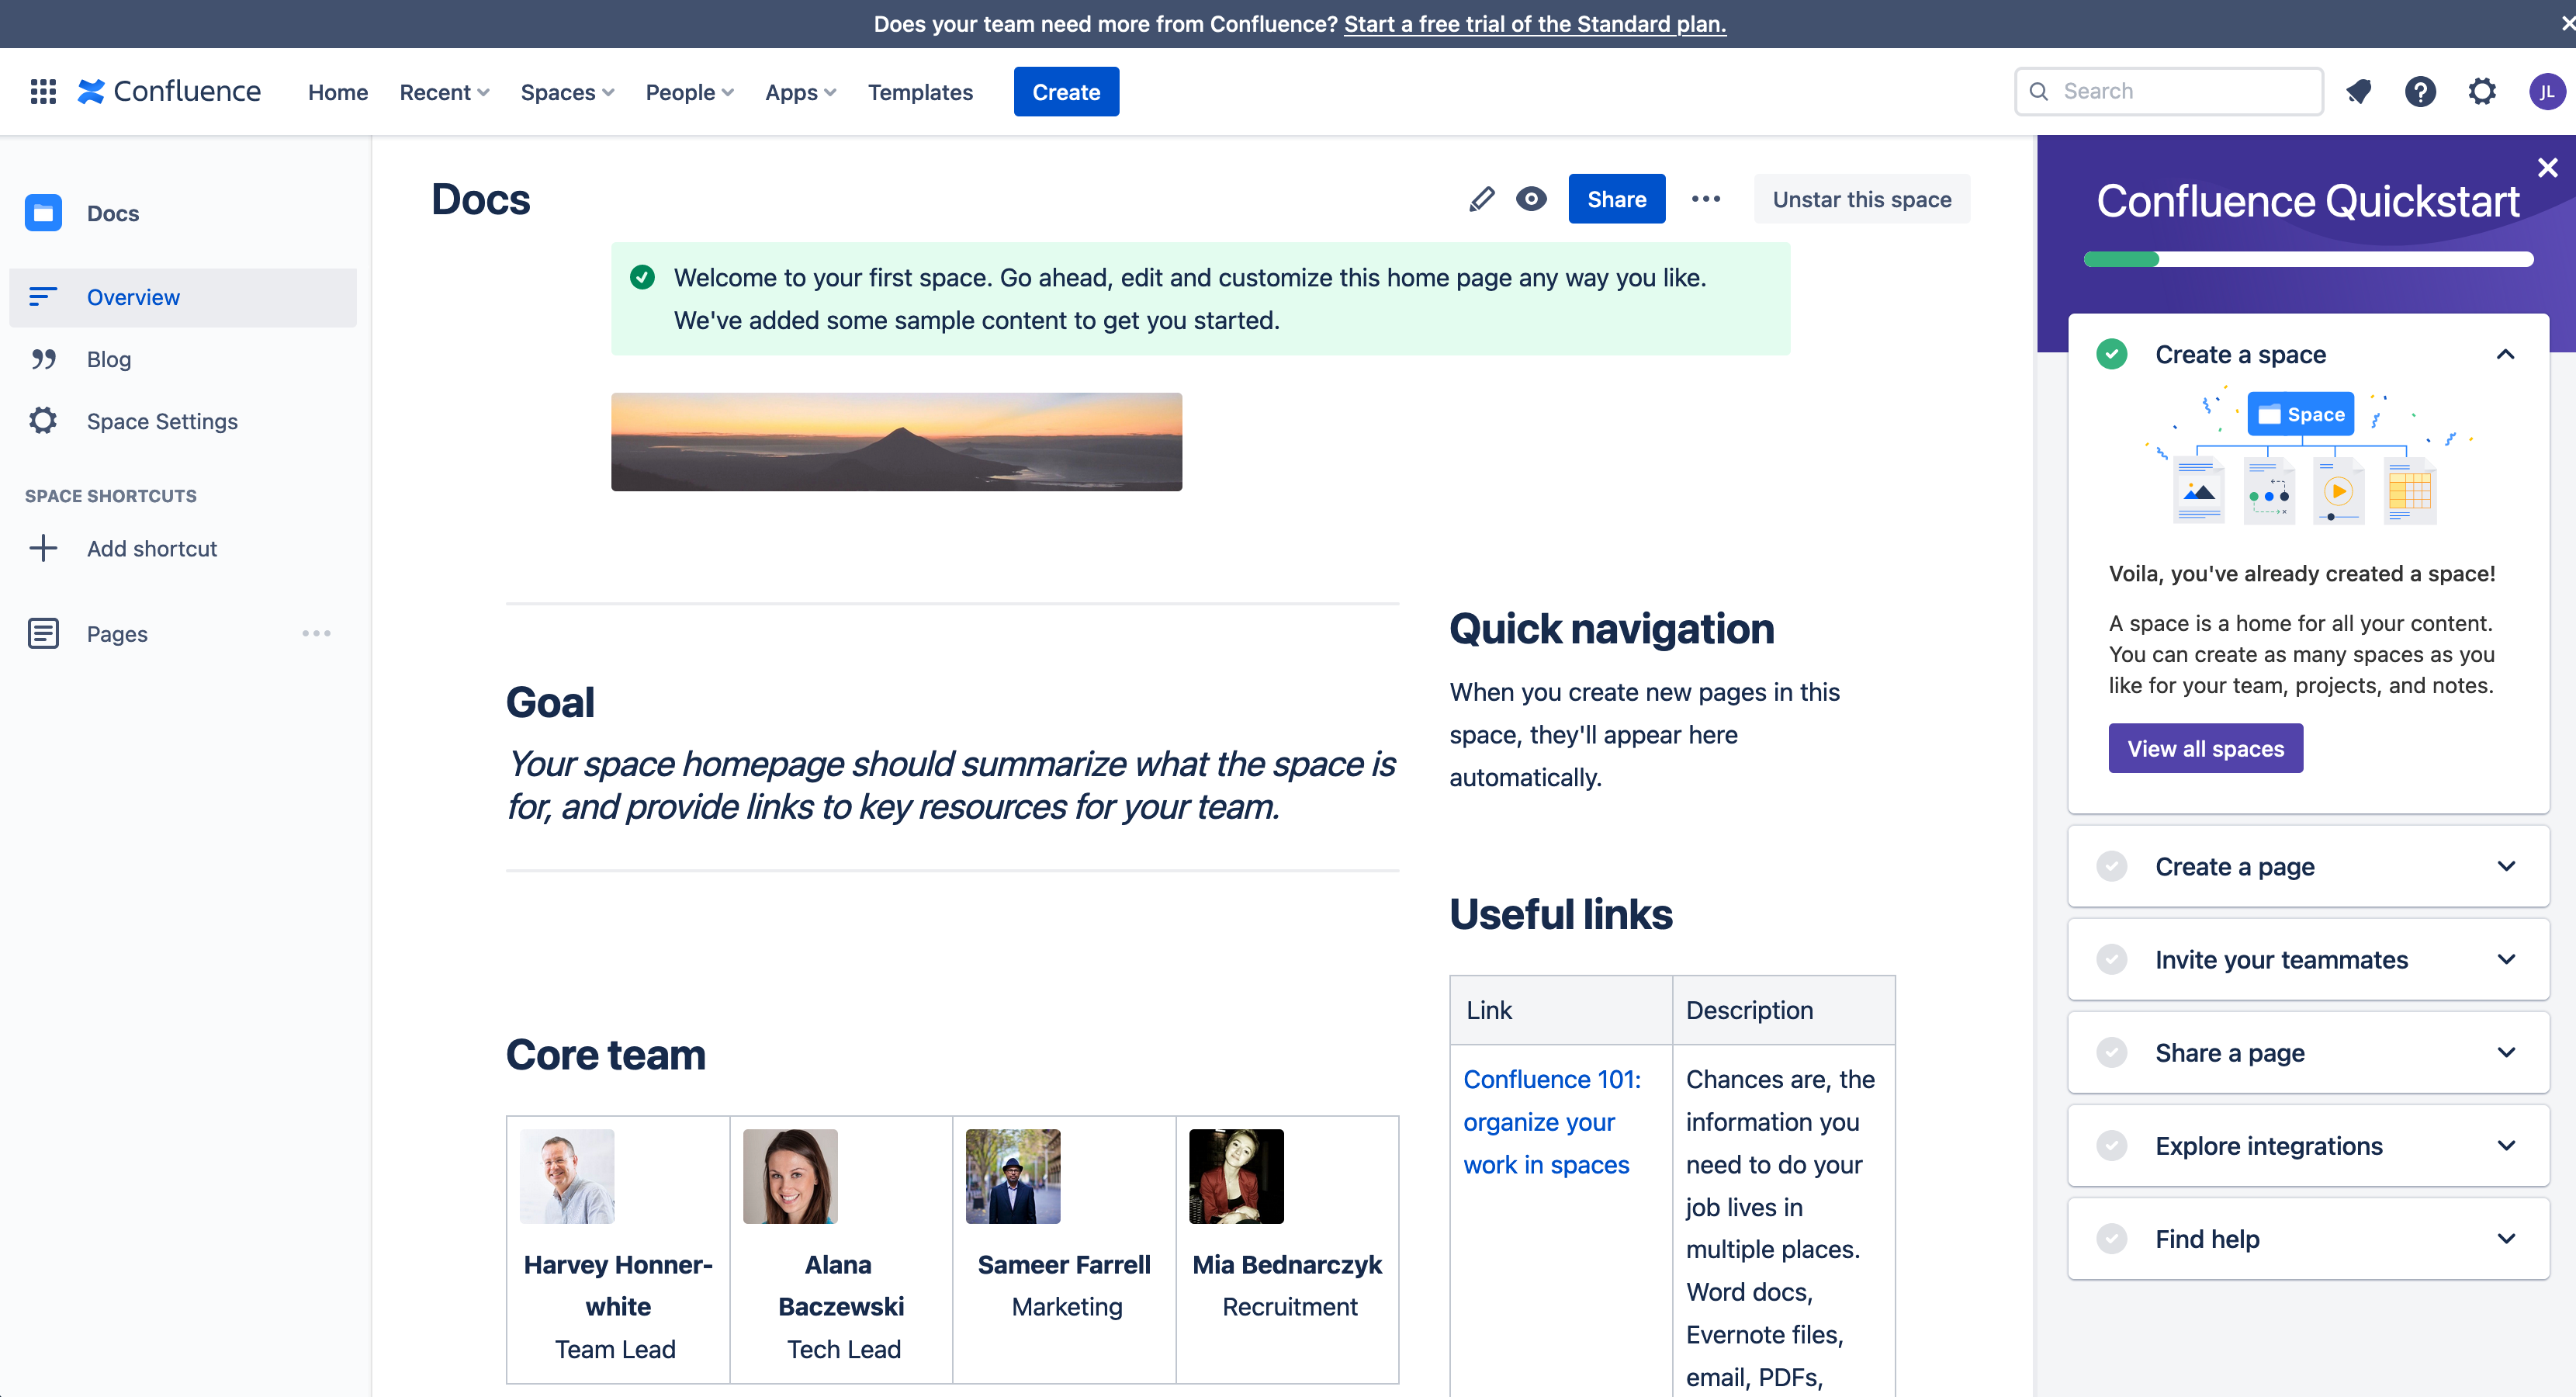 Does your team need more from Confluence? Start a free trial of the Standard plan.
Confluence
Home
Recent
Spaces
People
Apps
Templates
Create
Search
JL
Docs
Overview
Blog
Space Settings
SPACE SHORTCUTS
Add shortcut
Pages
Docs
Share
Unstar this space
Welcome to your first space. Go ahead, edit and customize this home page any way you like.
We've added some sample content to get you started.
Goal
Your space homepage should summarize what the space is
for, and provide links to key resources for your team.
Core team
Harvey Honner-
white
Team Lead
Alana
Baczewski
Tech Lead
Sameer Farrell
Marketing
Mia Bednarczyk
Recruitment
Quick navigation
When you create new pages in this
space, they'll appear here
automatically.
Useful links
Link
Description
Confluence 101:
organize your
work in spaces
Chances are, the
information you
need to do your
job lives in
multiple places.
Word docs,
Evernote files,
email, PDFs,
Confluence Quickstart
Create a space
Space
Voila, you've already created a space!
A space is a home for all your content.
You can create as many spaces as you
like for your team, projects, and notes.
View all spaces
Create a page
Invite your teammates
Share a page
Explore integrations
Find help